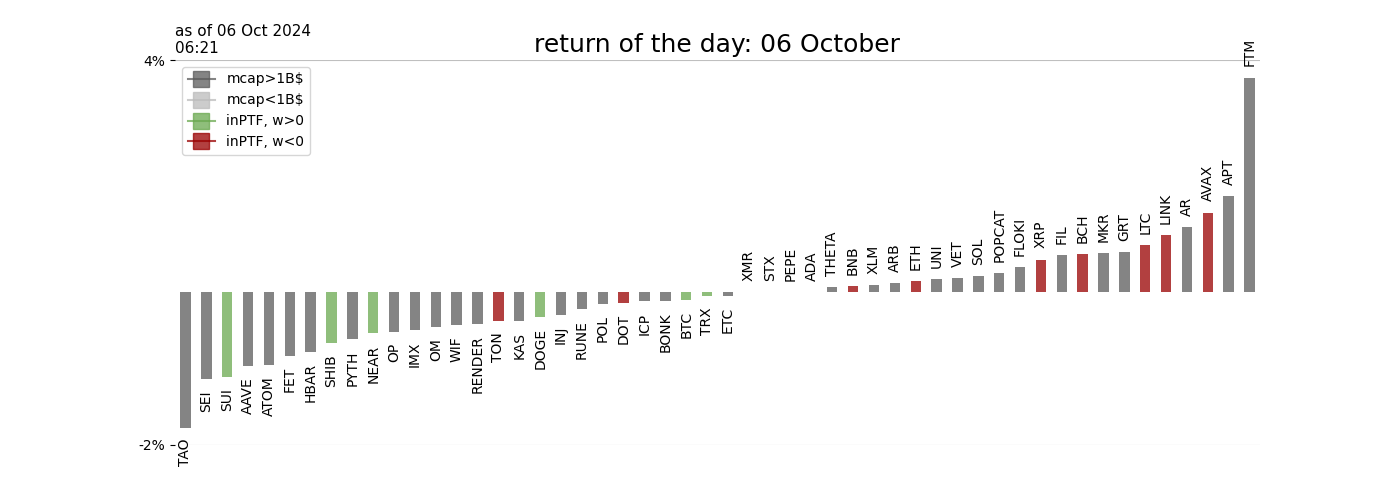 as of 06 Oct 2024
06:21
return of the day: 06 October
4%
-2%
mcap>1B$
mcap<1B$
inPTF, w>0
inPTF, w<0
TAO
SEI
SUI
AAVE
ATOM
FET
HBAR
SHIB
PYTH
NEAR
OP
IMX
OM
WIF
RENDER
TON
KAS
DOGE
INJ
RUNE
POL
DOT
ICP
BONK
BTC
TRX
ETC
XMR
STX
PEPE
ADA
THETA
BNB
XLM
ARB
ETH
UNI
VET
SOL
POPCAT
FLOKI
XRP
FIL
BCH
MKR
GRT
LTC
LINK
AR
AVAX
APT
FTM